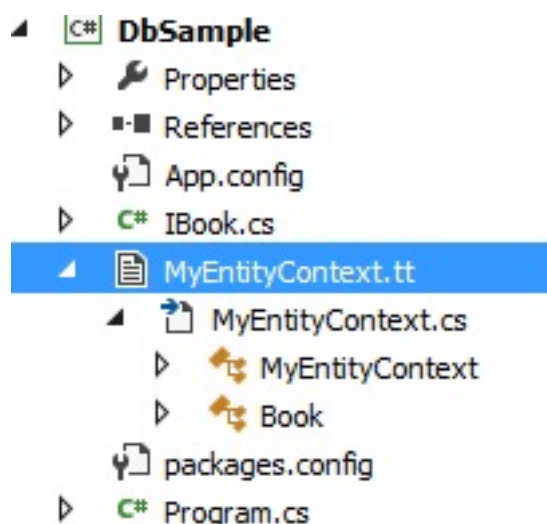 C# DbSample
Properties
References
App.config
C# IBook.cs
MyEntityContext.tt
MyEntityContext.cs
MyEntityContext
Book
packages.config
C# Program.cs